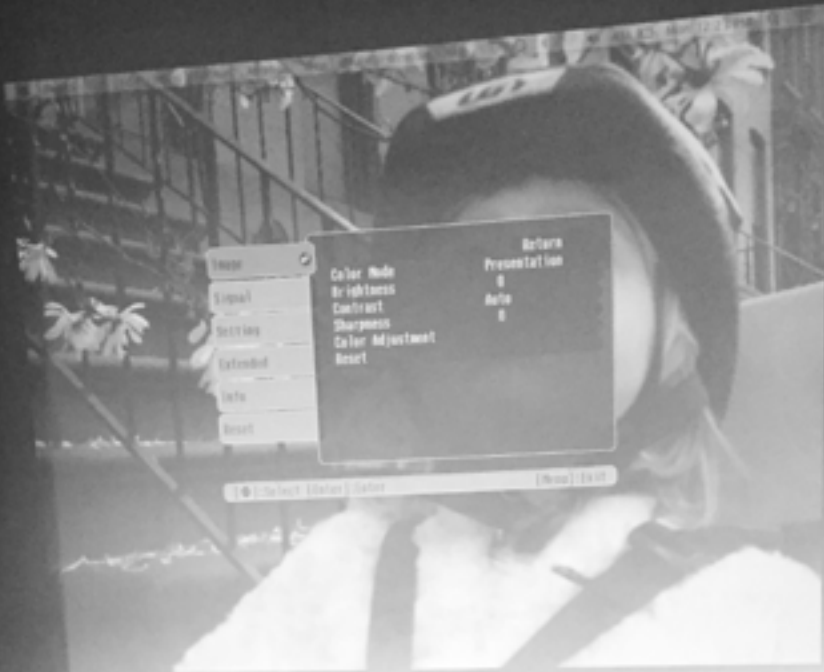 Image
Signal
Setting
Extended
Info
Reset
Return
Color Mode Presentation
Brightness 0
Contrast Auto
Sharpness 0
Color Adjustment
Reset
:Select [Enter]:Enter [Menu]:Exit